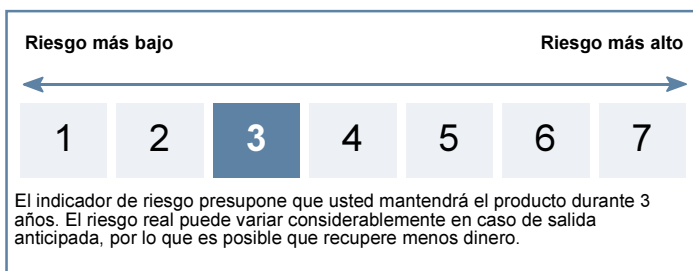 Riesgo más bajo Riesgo más alto
1 2 3 4 5 6 7
El indicador de riesgo presupone que usted mantendrá el producto durante 3
años. El riesgo real puede variar considerablemente en caso de salida
anticipada, por lo que es posible que recupere menos dinero.